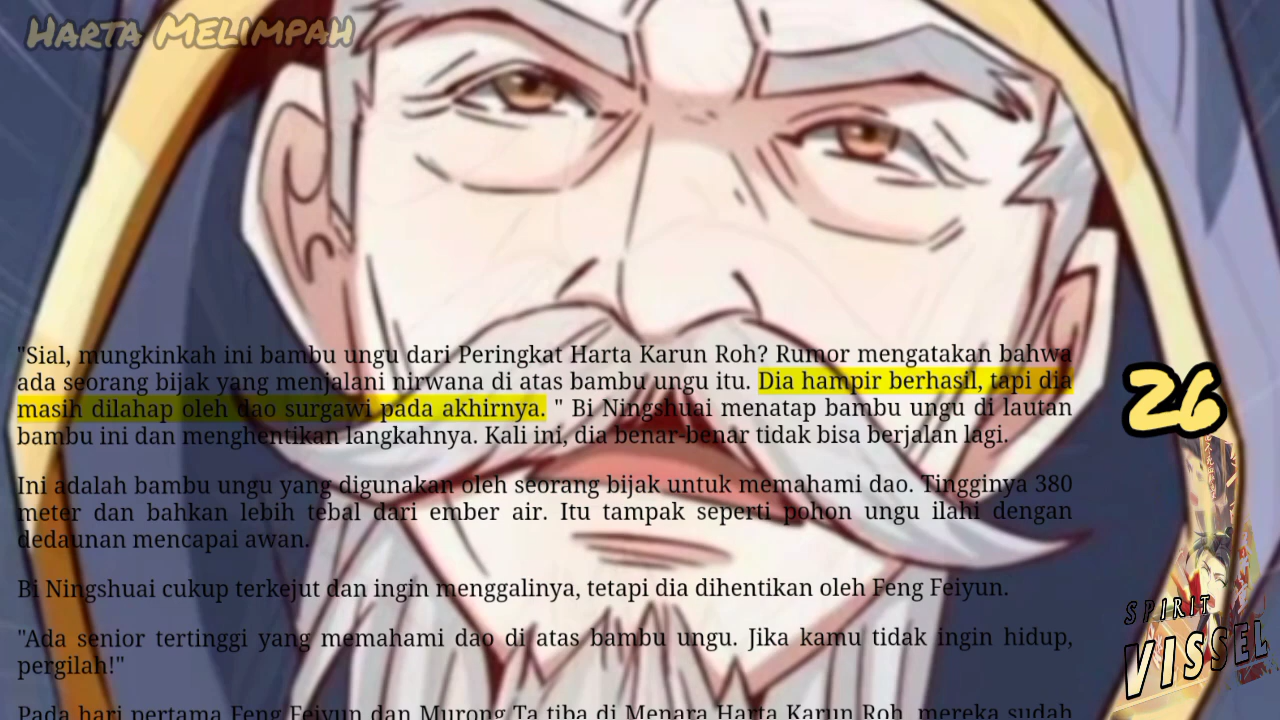 Harta Melimpah
"Sial, mungkinkah ini bambu ungu dari Peringkat Harta Karun Roh? Rumor mengatakan bahwa
ada seorang bijak yang menjalani nirwana di atas bambu ungu itu. Dia hampir berhasil, tapi dia
masih dilahap oleh dao surgawi pada akhirnya. " Bi Ningshuai menatap bambu ungu di lautan
bambu ini dan menghentikan langkahnya. Kali ini, dia benar-benar tidak bisa berjalan lagi.
26
Ini adalah bambu ungu yang digunakan oleh seorang bijak untuk memahami dao. Tingginya 380
meter dan bahkan lebih tebal dari ember air. Itu tampak seperti pohon ungu ilahi dengan
dedaunan mencapai awan.
Bi Ningshuai cukup terkejut dan ingin menggalinya, tetapi dia dihentikan oleh Feng Feiyun.
SPIRIT
VISSEL
"Ada senior tertinggi yang memahami dao di atas bambu ungu. Jika kamu tidak ingin hidup,
pergilah!"
Pada hari pertama Feng Feiyun dan Murong Ta tiba di Menara Harta Karun Roh, mereka sudah